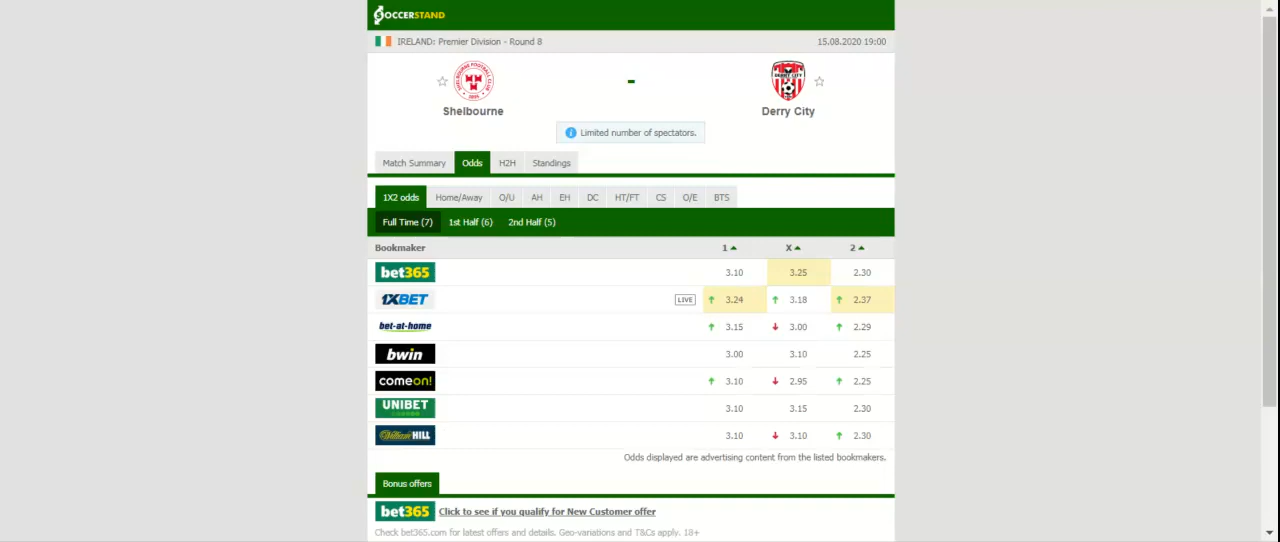 SOCCERSTAND
IRELAND: Premier Division - Round 8 15.08.2020 19:00
-
Shelbourne Derry City
Limited number of spectators.
Match Summary Odds H2H Standings
1X2 odds Home/Away O/U AH EH DC HT/FT CS O/E BTS
Full Time (7) 1st Half (6) 2nd Half (5)
Bookmaker 1 X 2
bet365 3.10 3.25 2.30
1XBET LIVE 3.24 3.18 2.37
bet-at-home 3.15 3.00 2.29
bwin 3.00 3.10 2.25
comeon! 3.10 2.95 2.25
UNIBET 3.10 3.15 2.30
William HILL 3.10 3.10 2.30
Odds displayed are advertising content from the listed bookmakers.
Bonus offers
bet365 Click to see if you qualify for New Customer offer
Check bet365.com for latest offers and details. Geo-variations and T&Cs apply. 18+